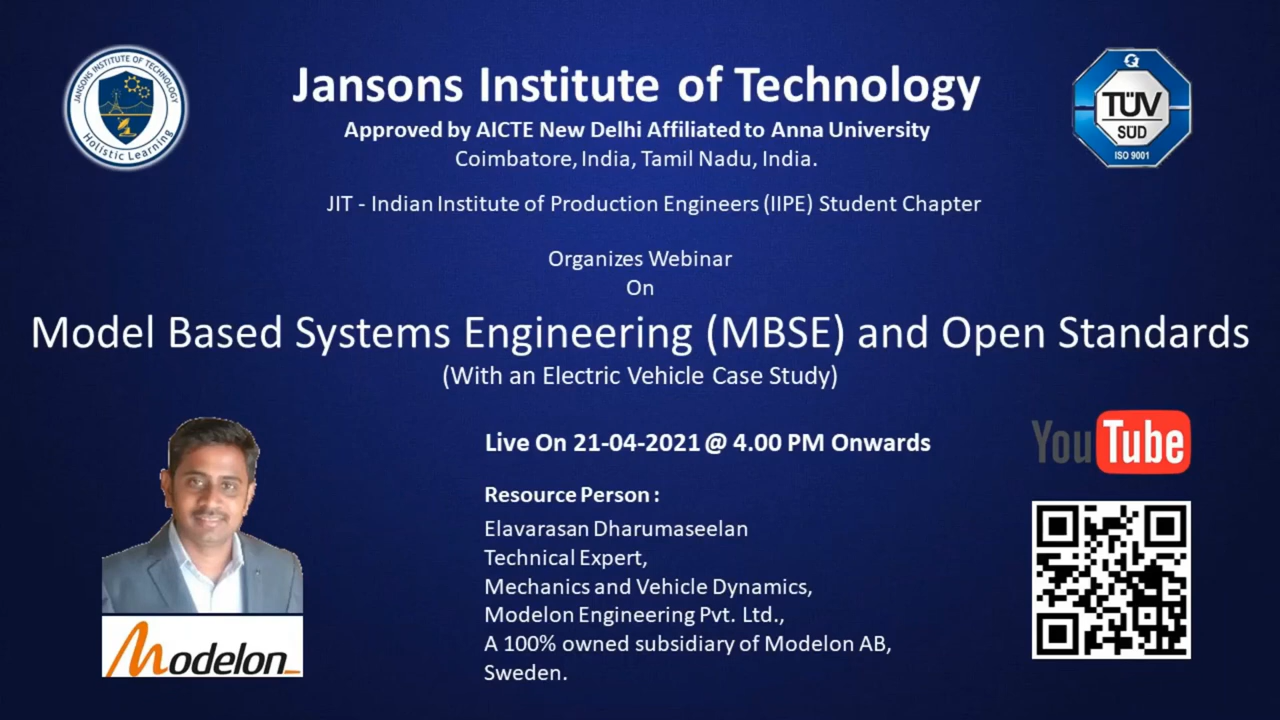 JANSONS INSTITUTE OF TECHNOLOGY
Holistic Learning
Jansons Institute of Technology
Approved by AICTE New Delhi Affiliated to Anna University
Coimbatore, India, Tamil Nadu, India.
TÜV
SÜD
ISO 9001
JIT - Indian Institute of Production Engineers (IIPE) Student Chapter
Organizes Webinar
On
Model Based Systems Engineering (MBSE) and Open Standards
(With an Electric Vehicle Case Study)
Live On 21-04-2021 @ 4.00 PM Onwards
YouTube
Resource Person :
Elavarasan Dharumaseelan
Technical Expert,
Mechanics and Vehicle Dynamics,
Modelon Engineering Pvt. Ltd.,
A 100% owned subsidiary of Modelon AB,
Sweden.
Modelon